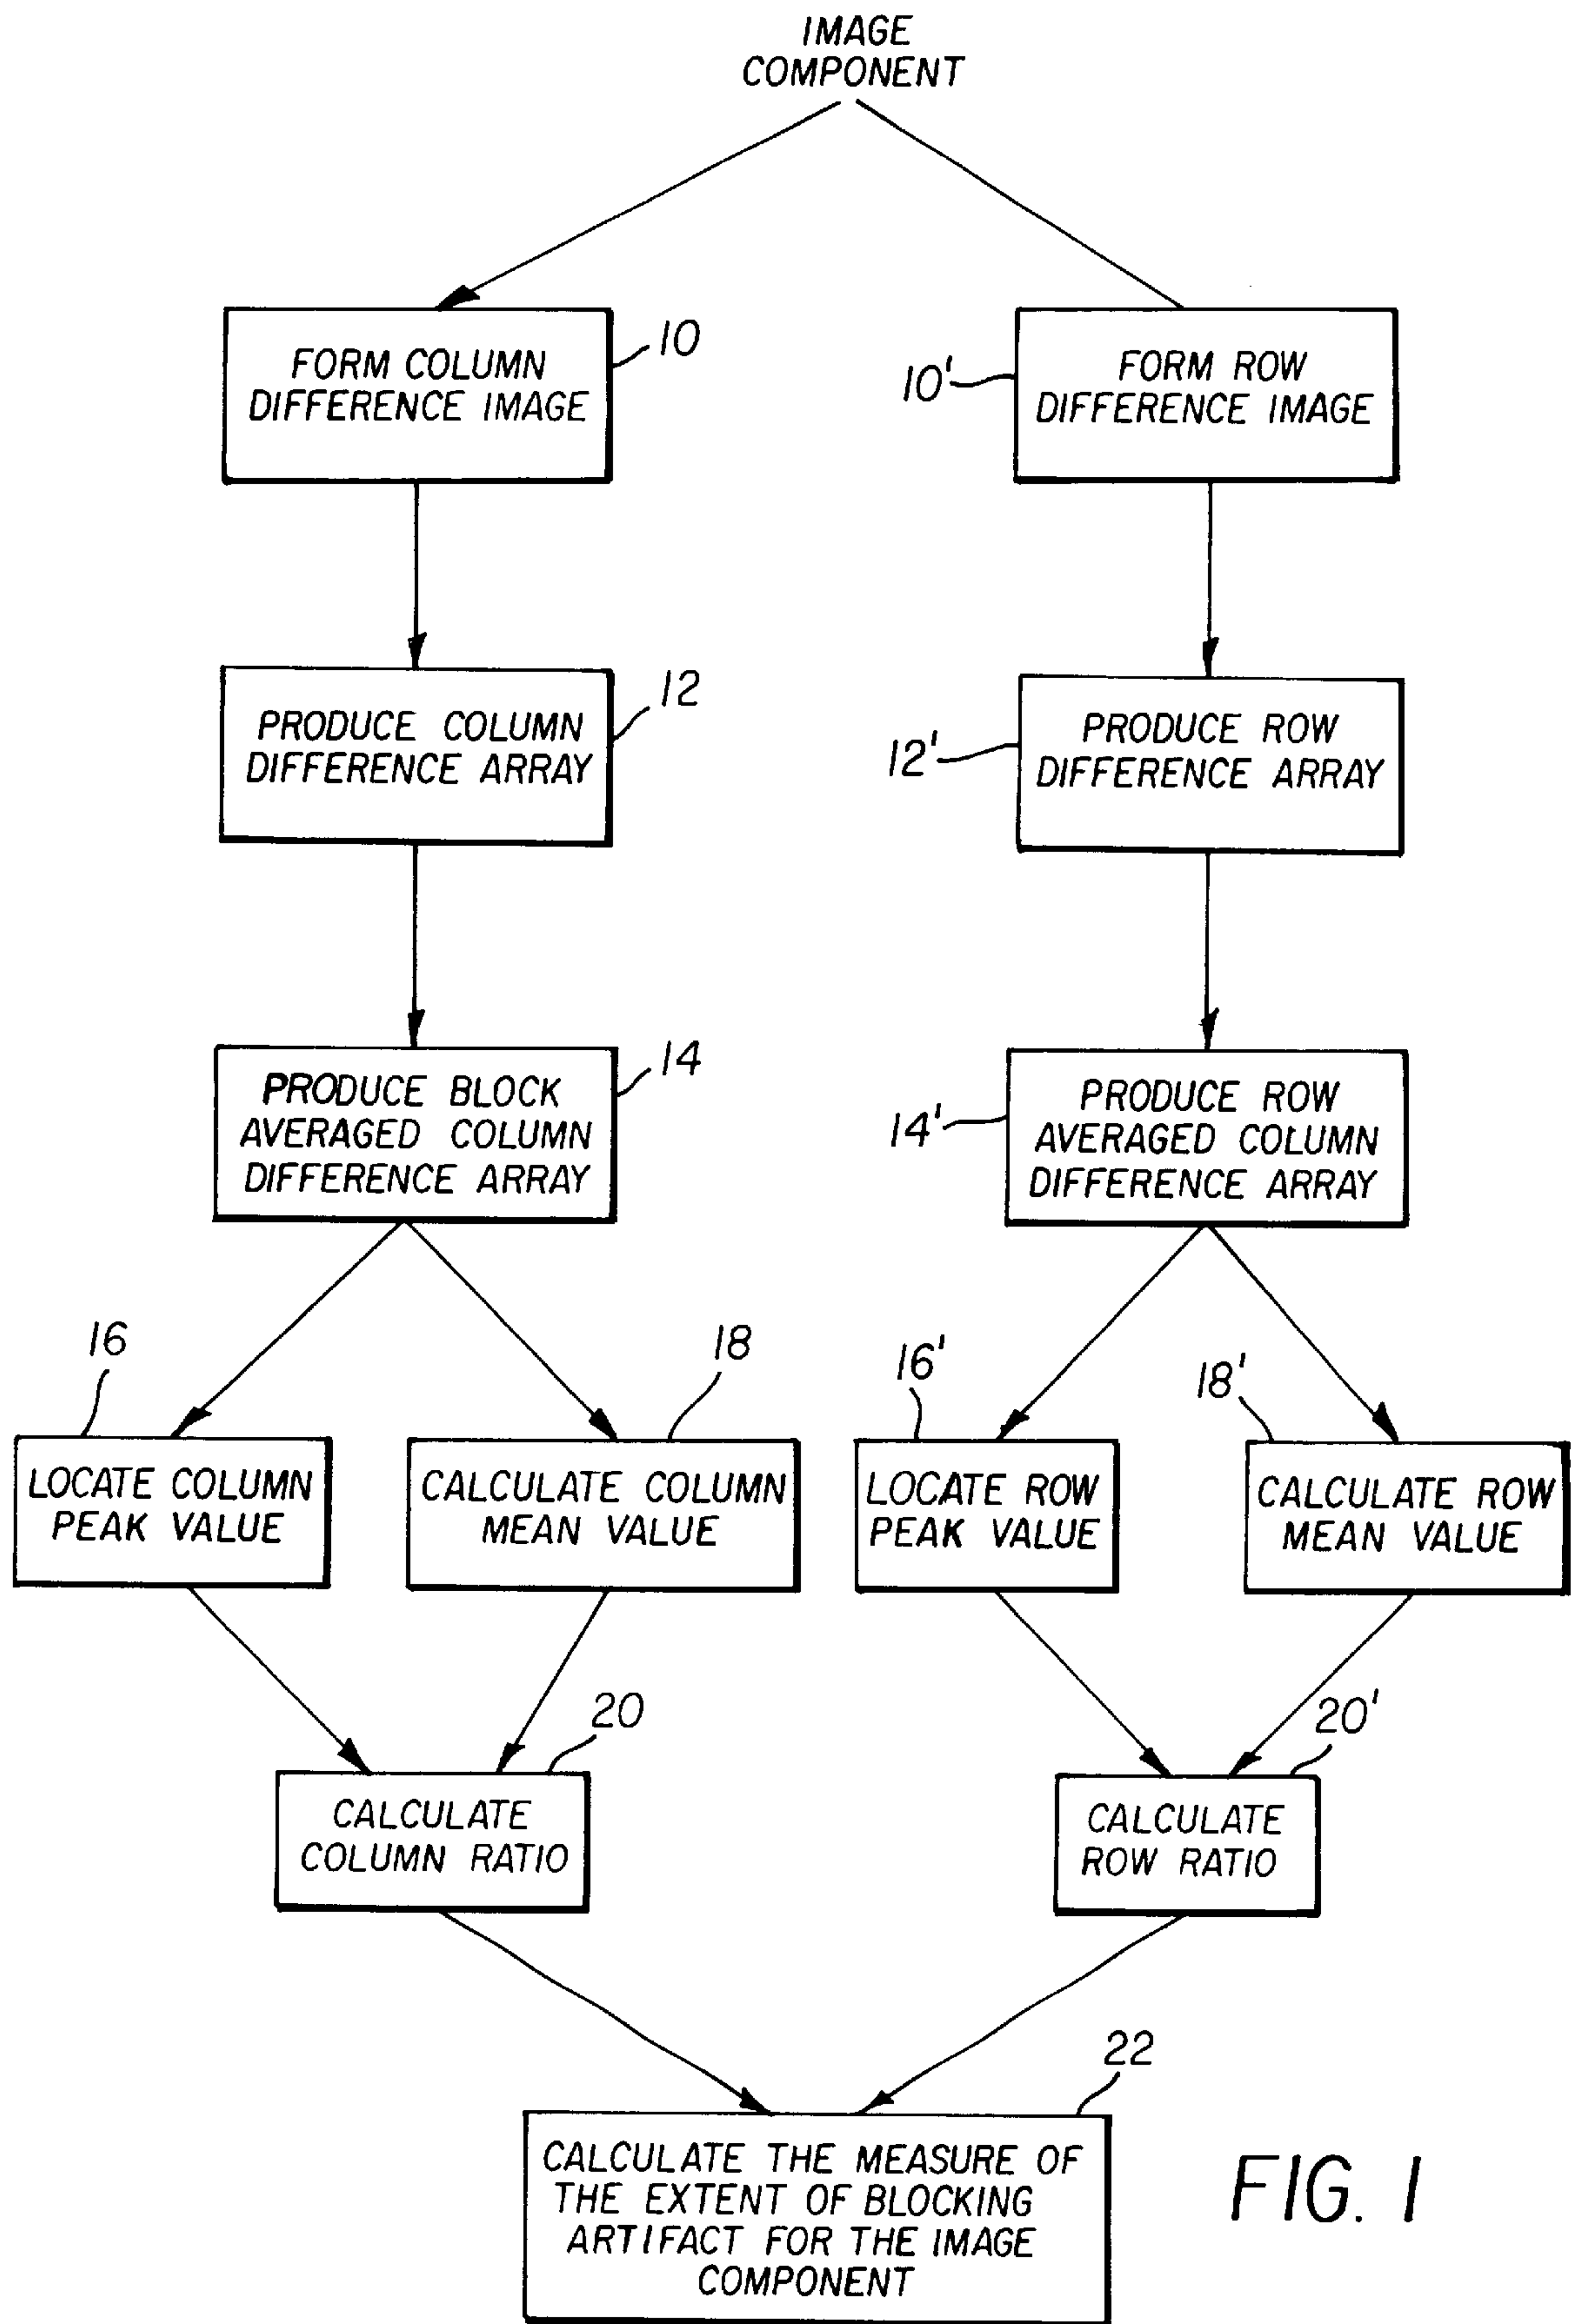 IMAGE
COMPONENT
FORM COLUMN
DIFFERENCE IMAGE
10
FORM ROW
DIFFERENCE IMAGE
10'
PRODUCE COLUMN
DIFFERENCE ARRAY
12
PRODUCE ROW
DIFFERENCE ARRAY
12'
PRODUCE BLOCK
AVERAGED COLUMN
DIFFERENCE ARRAY
14
PRODUCE ROW
AVERAGED COLUMN
DIFFERENCE ARRAY
14'
16
LOCATE COLUMN
PEAK VALUE
18
CALCULATE COLUMN
MEAN VALUE
16'
LOCATE ROW
PEAK VALUE
18'
CALCULATE ROW
MEAN VALUE
20
CALCULATE
COLUMN RATIO
20'
CALCULATE
ROW RATIO
22
CALCULATE THE MEASURE OF
THE EXTENT OF BLOCKING
ARTIFACT FOR THE IMAGE
COMPONENT
FIG. 1